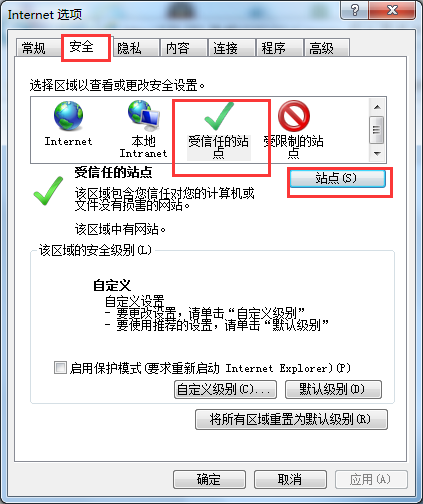 Internet 选项
常规 安全 隐私 内容 连接 程序 高级
选择区域以查看或更改安全设置。
Internet
本地
Intranet
受信任的站
点
受限制的站
点
受信任的站点
站点(S)
该区域包含您信任对您的计算机或
文件没有损害的网站。
该区域中有网站。
该区域的安全级别(L)
自定义
自定义设置
- 要更改设置，请单击“自定义级别”
- 要使用推荐的设置，请单击“默认级别”
启用保护模式(要求重新启动 Internet Explorer)(P)
自定义级别(C)... 默认级别(D)
将所有区域重置为默认级别(R)
确定 取消 应用(A)